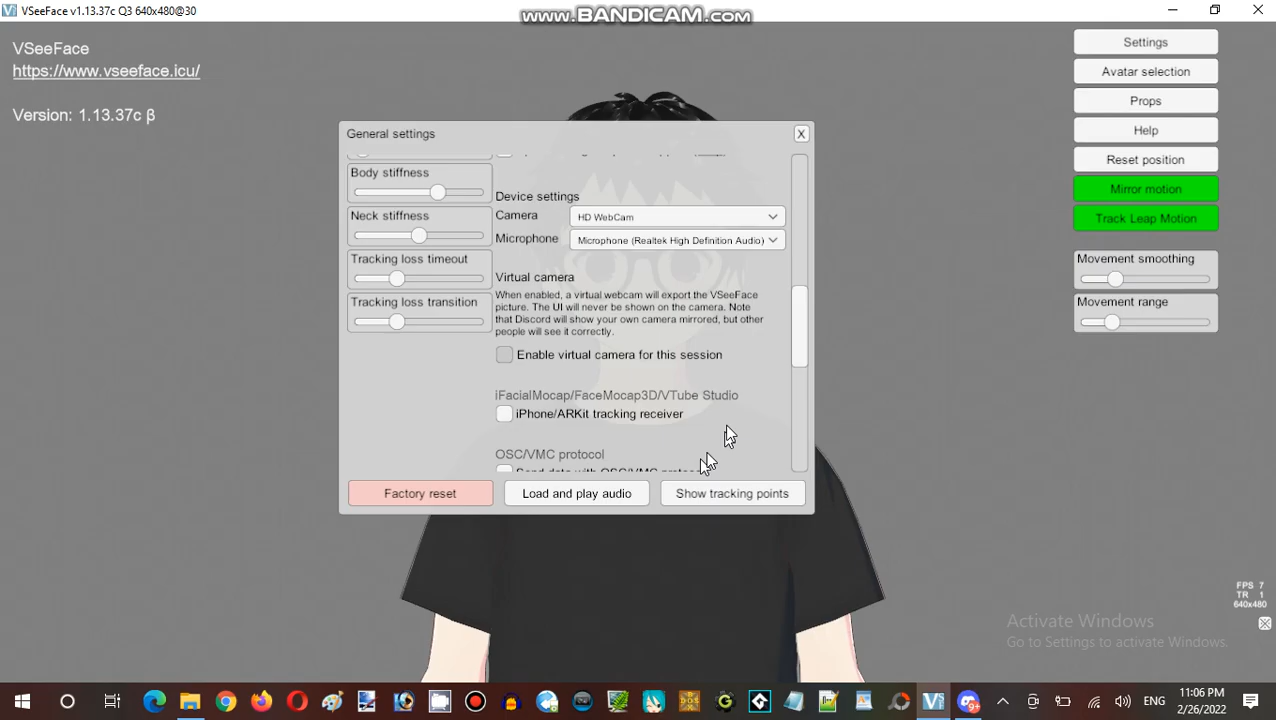 VSeeFace v1.13.37c Q3 640x480@30
www.BANDICAM.com
VSeeFace
https://www.vseeface.icu/
Version: 1.13.37c β
Settings
Avatar selection
Props
Help
Reset position
Mirror motion
Track Leap Motion
Movement smoothing
Movement range
General settings
X
Body stiffness
Neck stiffness
Tracking loss timeout
Tracking loss transition
Device settings
Camera
HD WebCam
Microphone
Microphone (Realtek High Definition Audio)
Virtual camera
When enabled, a virtual webcam will export the VSeeFace
picture. The UI will never be shown on the camera. Note
that Discord will show your own camera mirrored, but other
people will see it correctly.
Enable virtual camera for this session
iFacialMocap/FaceMocap3D/VTube Studio
iPhone/ARKit tracking receiver
OSC/VMC protocol
Send data with OSC/VMC protocol
Factory reset
Load and play audio
Show tracking points
FPS 7
TR 1
640x480
Activate Windows
Go to Settings to activate Windows.
ENG
11:06 PM
2/26/2022